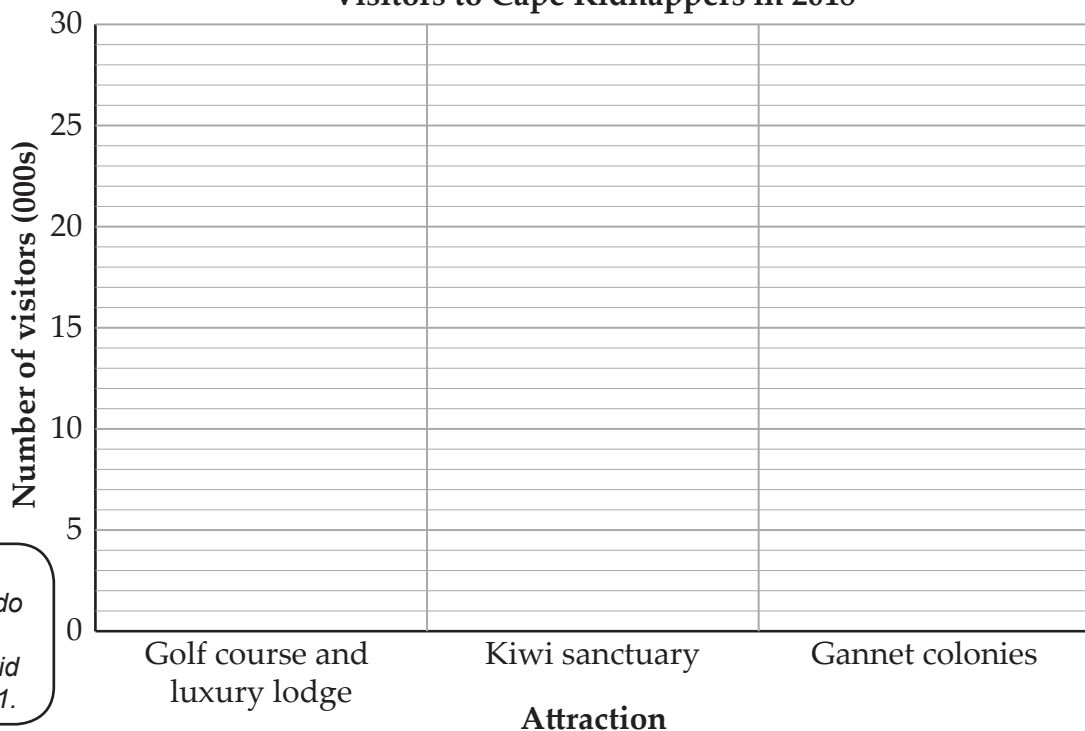 Visitors to Cape Kidnappers in 2018
30
25
20
15
10
5
0
Number of visitors (000s)
Golf course and
luxury lodge
Kiwi sanctuary
Gannet colonies
Attraction
do
id
1.